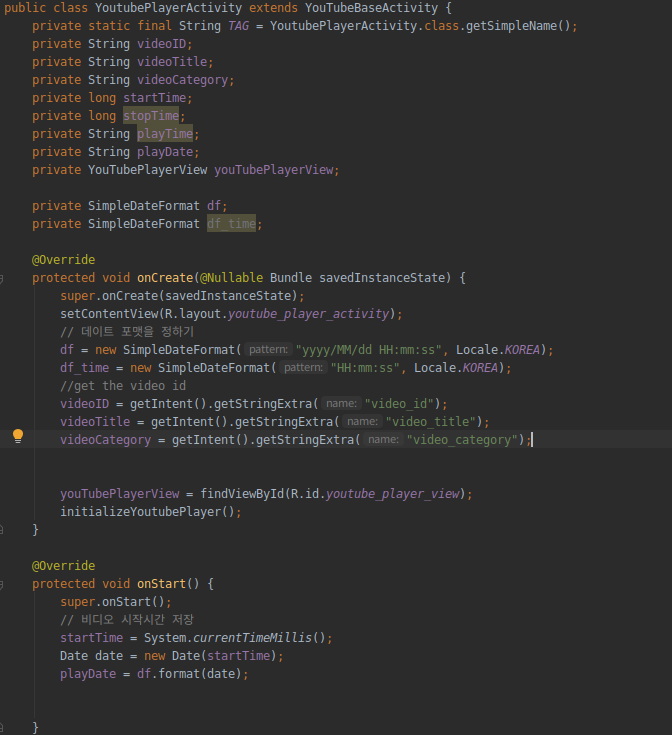 public class YoutubePlayerActivity extends YouTubeBaseActivity {
private static final String TAG = YoutubePlayerActivity.class.getSimpleName();
private String videoID;
private String videoTitle;
private String videoCategory;
private long startTime;
private long stopTime;
private String playTime;
private String playDate;
private YouTubePlayerView youTubePlayerView;
private SimpleDateFormat df;
private SimpleDateFormat df_time;
@Override
protected void onCreate(@Nullable Bundle savedInstanceState) {
super.onCreate(savedInstanceState);
setContentView(R.layout.youtube_player_activity);
// 데이트 포맷을 정하기
df = new SimpleDateFormat( pattern: "yyyy/MM/dd HH:mm:ss", Locale.KOREA);
df_time = new SimpleDateFormat( pattern: "HH:mm:ss", Locale.KOREA);
//get the video id
videoID = getIntent().getStringExtra( name: "video_id");
videoTitle = getIntent().getStringExtra( name: "video_title");
videoCategory = getIntent().getStringExtra( name: "video_category");
youTubePlayerView = findViewById(R.id.youtube_player_view);
initializeYoutubePlayer();
}
@Override
protected void onStart() {
super.onStart();
// 비디오 시작시간 저장
startTime = System.currentTimeMillis();
Date date = new Date(startTime);
playDate = df.format(date);
}